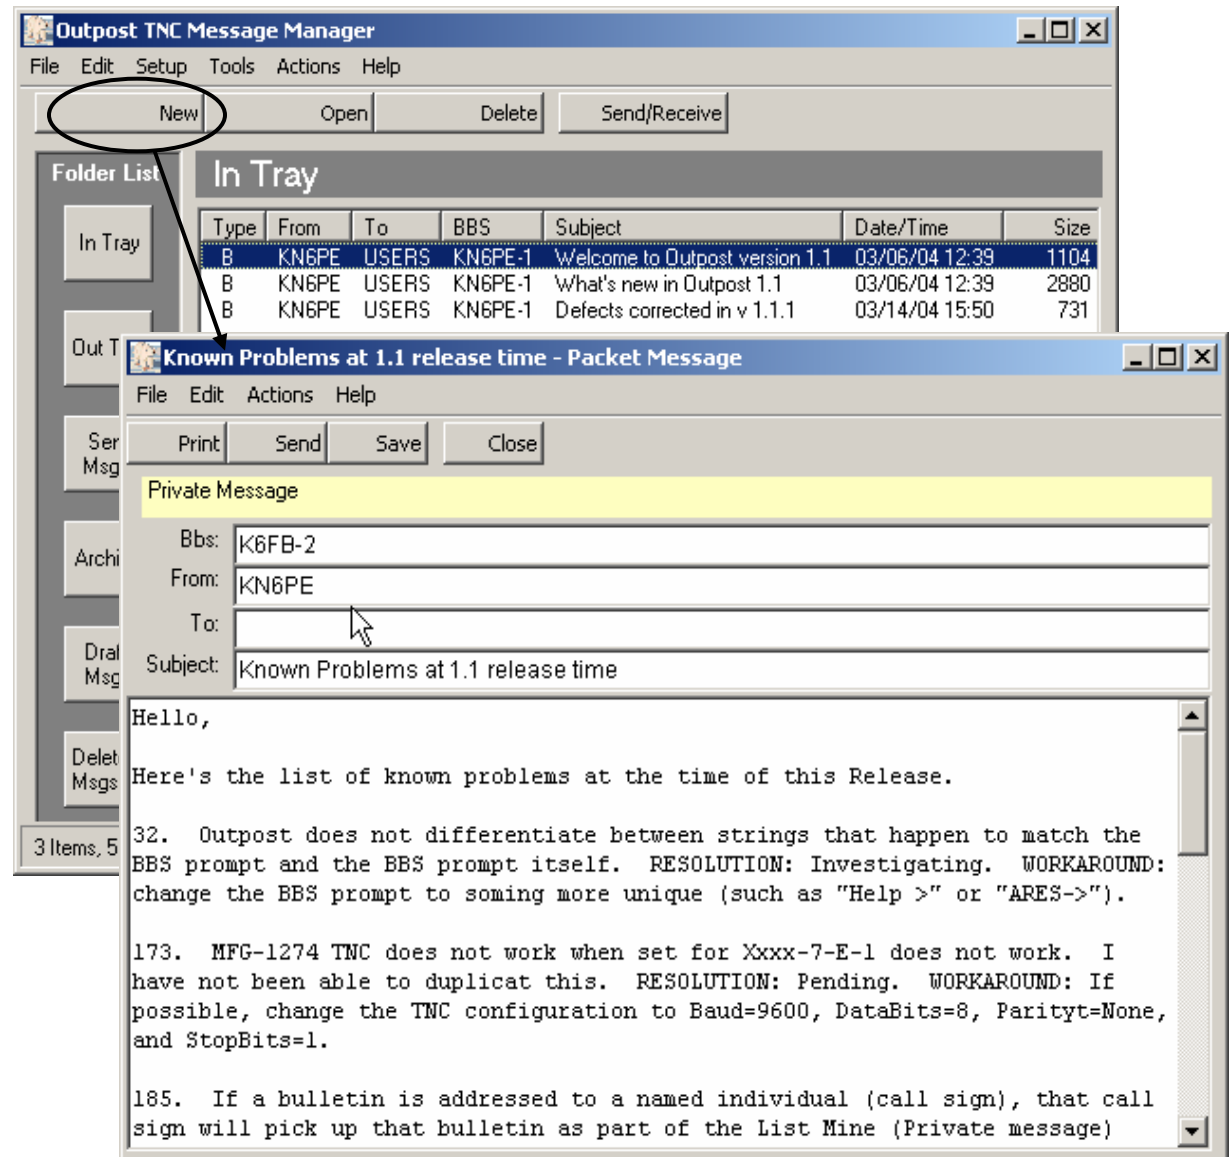 Outpost TNC Message Manager
File Edit Setup Tools Actions Help
New Open Delete Send/Receive
Folder List
In Tray
In Tray
Type From To BBS Subject Date/Time Size
B KN6PE USERS KN6PE-1 Welcome to Outpost version 1.1 03/06/04 12:39 1104
B KN6PE USERS KN6PE-1 What's new in Outpost 1.1 03/06/04 12:39 2880
B KN6PE USERS KN6PE-1 Defects corrected in v 1.1.1 03/14/04 15:50 731
Out T
Ser
Msg
Archi
Dra
Msg
Delet
Msgs
3 Items, 5
Known Problems at 1.1 release time - Packet Message
File Edit Actions Help
Print Send Save Close
Private Message
Bbs: K6FB-2
From: KN6PE
To:
Subject: Known Problems at 1.1 release time
Hello,
Here's the list of known problems at the time of this Release.
32. Outpost does not differentiate between strings that happen to match the
BBS prompt and the BBS prompt itself. RESOLUTION: Investigating. WORKAROUND:
change the BBS prompt to soming more unique (such as "Help >" or "ARES->").
173. MFG-1274 TNC does not work when set for Xxxx-7-E-1 does not work. I
have not been able to duplicat this. RESOLUTION: Pending. WORKAROUND: If
possible, change the TNC configuration to Baud=9600, DataBits=8, Parityt=None,
and StopBits=1.
185. If a bulletin is addressed to a named individual (call sign), that call
sign will pick up that bulletin as part of the List Mine (Private message)